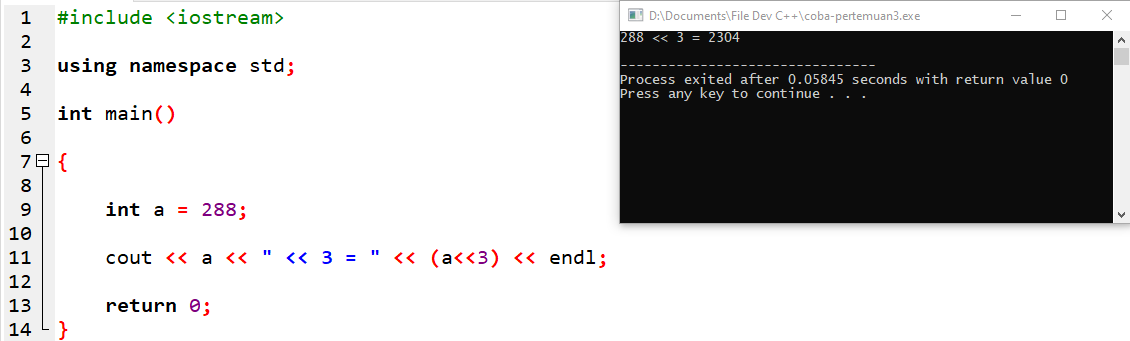 1 #include <iostream>
2
3 using namespace std;
4
5 int main()
6
7 {
8
9 int a = 288;
10
11 cout << a << " << 3 = " << (a<<3) << endl;
12
13 return 0;
14 }
D:\Documents\File Dev C++\coba-pertemuan3.exe
288 << 3 = 2304
--------------------------------
Process exited after 0.05845 seconds with return value 0
Press any key to continue . . .